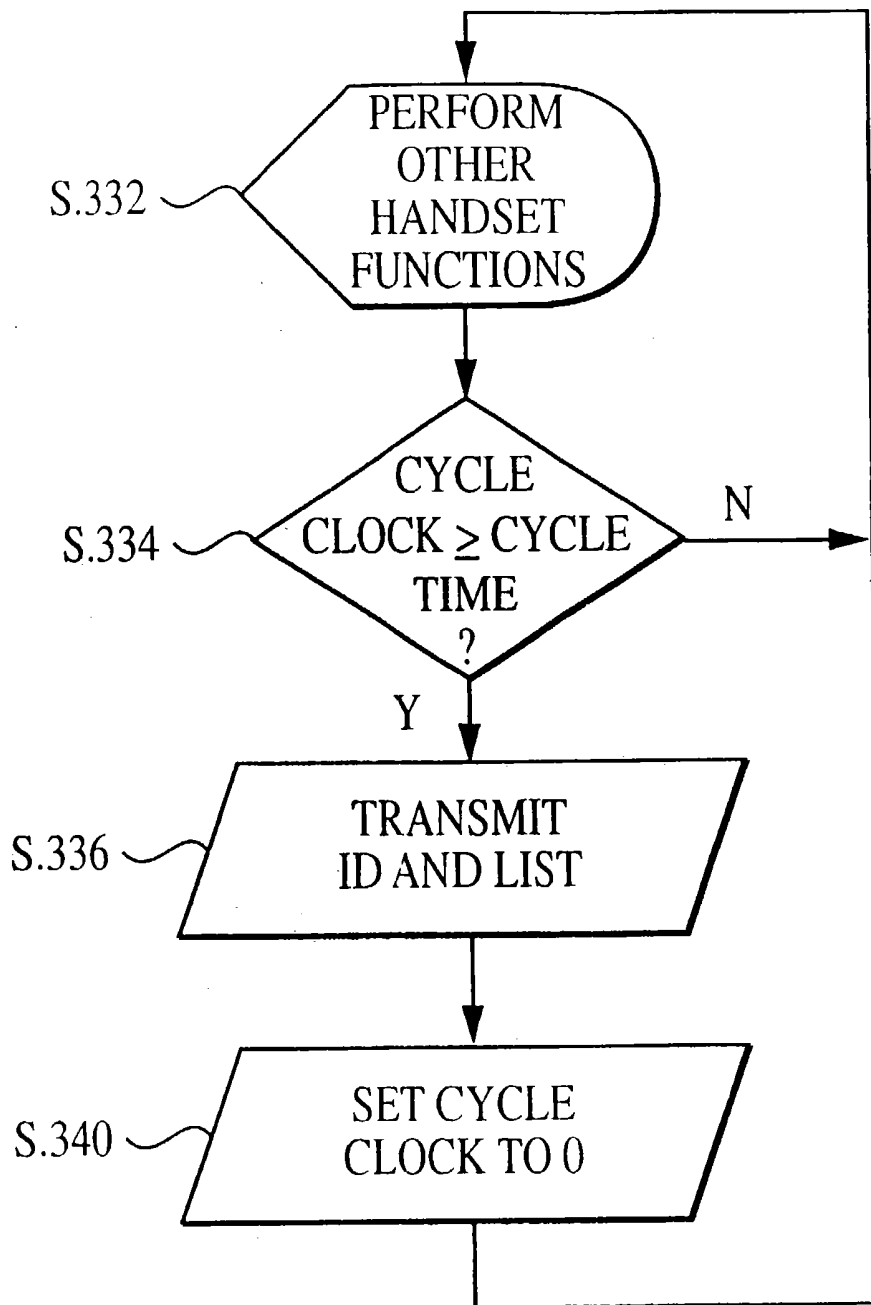 PERFORM
OTHER
HANDSET
FUNCTIONS
S.332
CYCLE
CLOCK ≥ CYCLE
TIME
?
S.334
N
Y
TRANSMIT
ID AND LIST
S.336
SET CYCLE
CLOCK TO 0
S.340